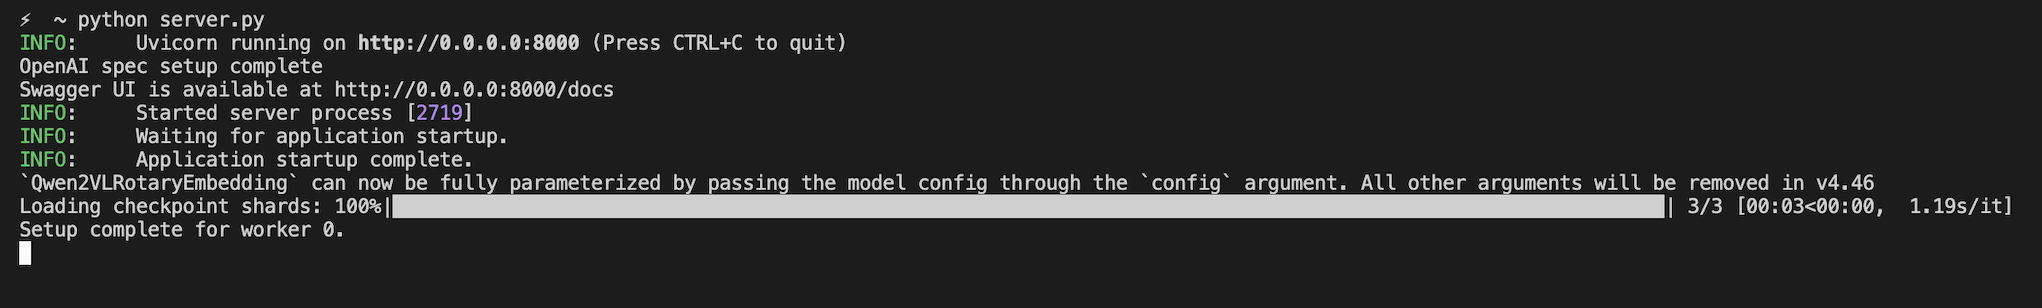 ⚡ ~ python server.py
INFO:     Uvicorn running on http://0.0.0.0:8000 (Press CTRL+C to quit)
OpenAI spec setup complete
Swagger UI is available at http://0.0.0.0:8000/docs
INFO:     Started server process [2719]
INFO:     Waiting for application startup.
INFO:     Application startup complete.
`Qwen2VLRotaryEmbedding` can now be fully parameterized by passing the model config through the `config` argument. All other arguments will be removed in v4.46
Loading checkpoint shards: 100%|| 3/3 [00:03<00:00,  1.19s/it]
Setup complete for worker 0.